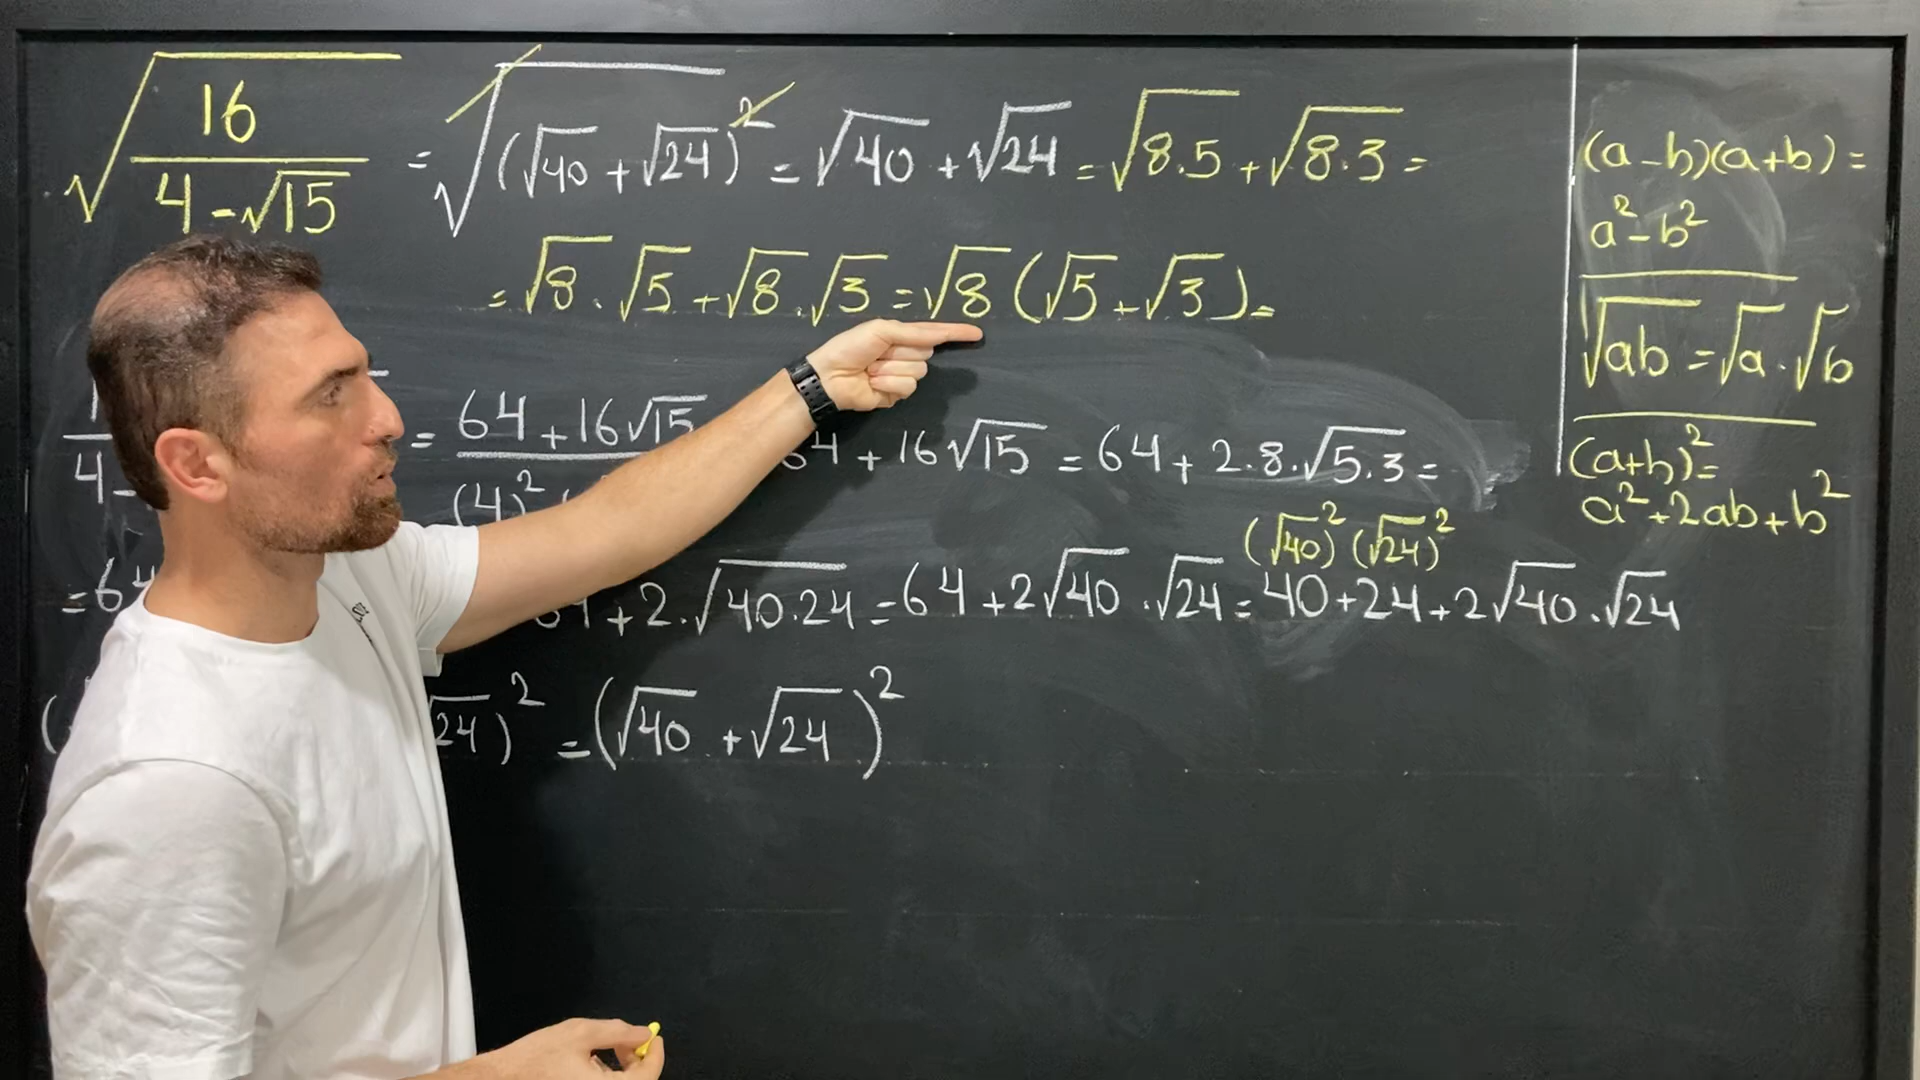 √(16/(4-√15)) = √((√40+√24)²) = √40 + √24 = √8.5 + √8.3 =
= √8 . √5 + √8 . √3 = √8 (√5 + √3) =
= 64 + 16√15
(4)²
4 + 16√15 = 64 + 2.8.√5.3 =
(√40)² (√24)²
= 64
+ 2.√40.24 = 64 + 2√40 . √24 = 40 + 24 + 2√40 . √24
√24)² = (√40 + √24)²
(a-b)(a+b) =
a² - b²
√ab = √a . √b
(a+b)² =
a² + 2ab + b²